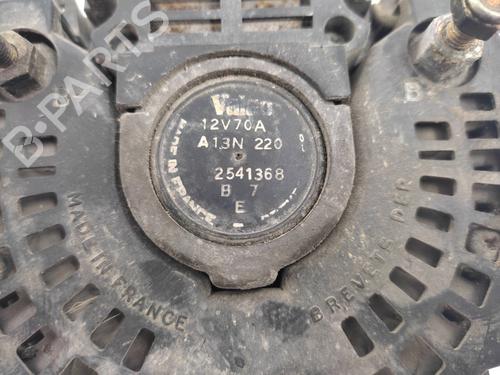 Valeo
12V70A
A13N 220
2541368
B 7
E
MADE IN FRANCE
MADE IN FRANCE
BREVETS DEP
B
B-PARTS